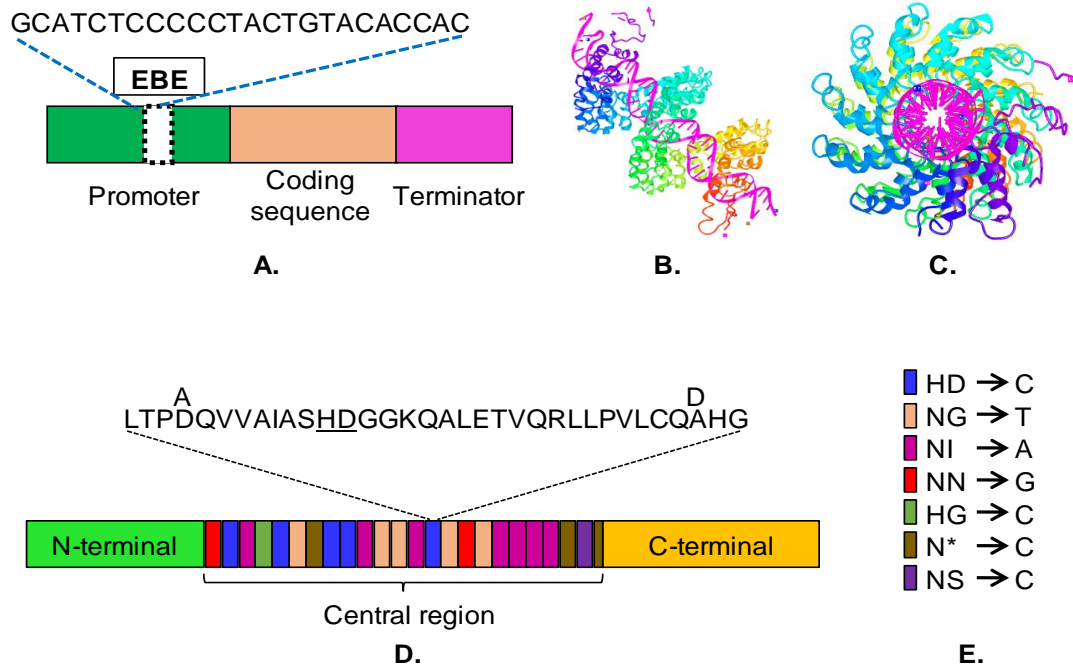 GCATCTCCCCCTACTGTACACCAC
EBE
Promoter
Coding
sequence
Terminator
A.
B.
C.
A D
LTPDQVVAIASHDGGKQALETVQRLLPVLCQAHG
N-terminal
C-terminal
Central region
D.
HD → C
NG → T
NI → A
NN → G
HG → C
N* → C
NS → C
E.